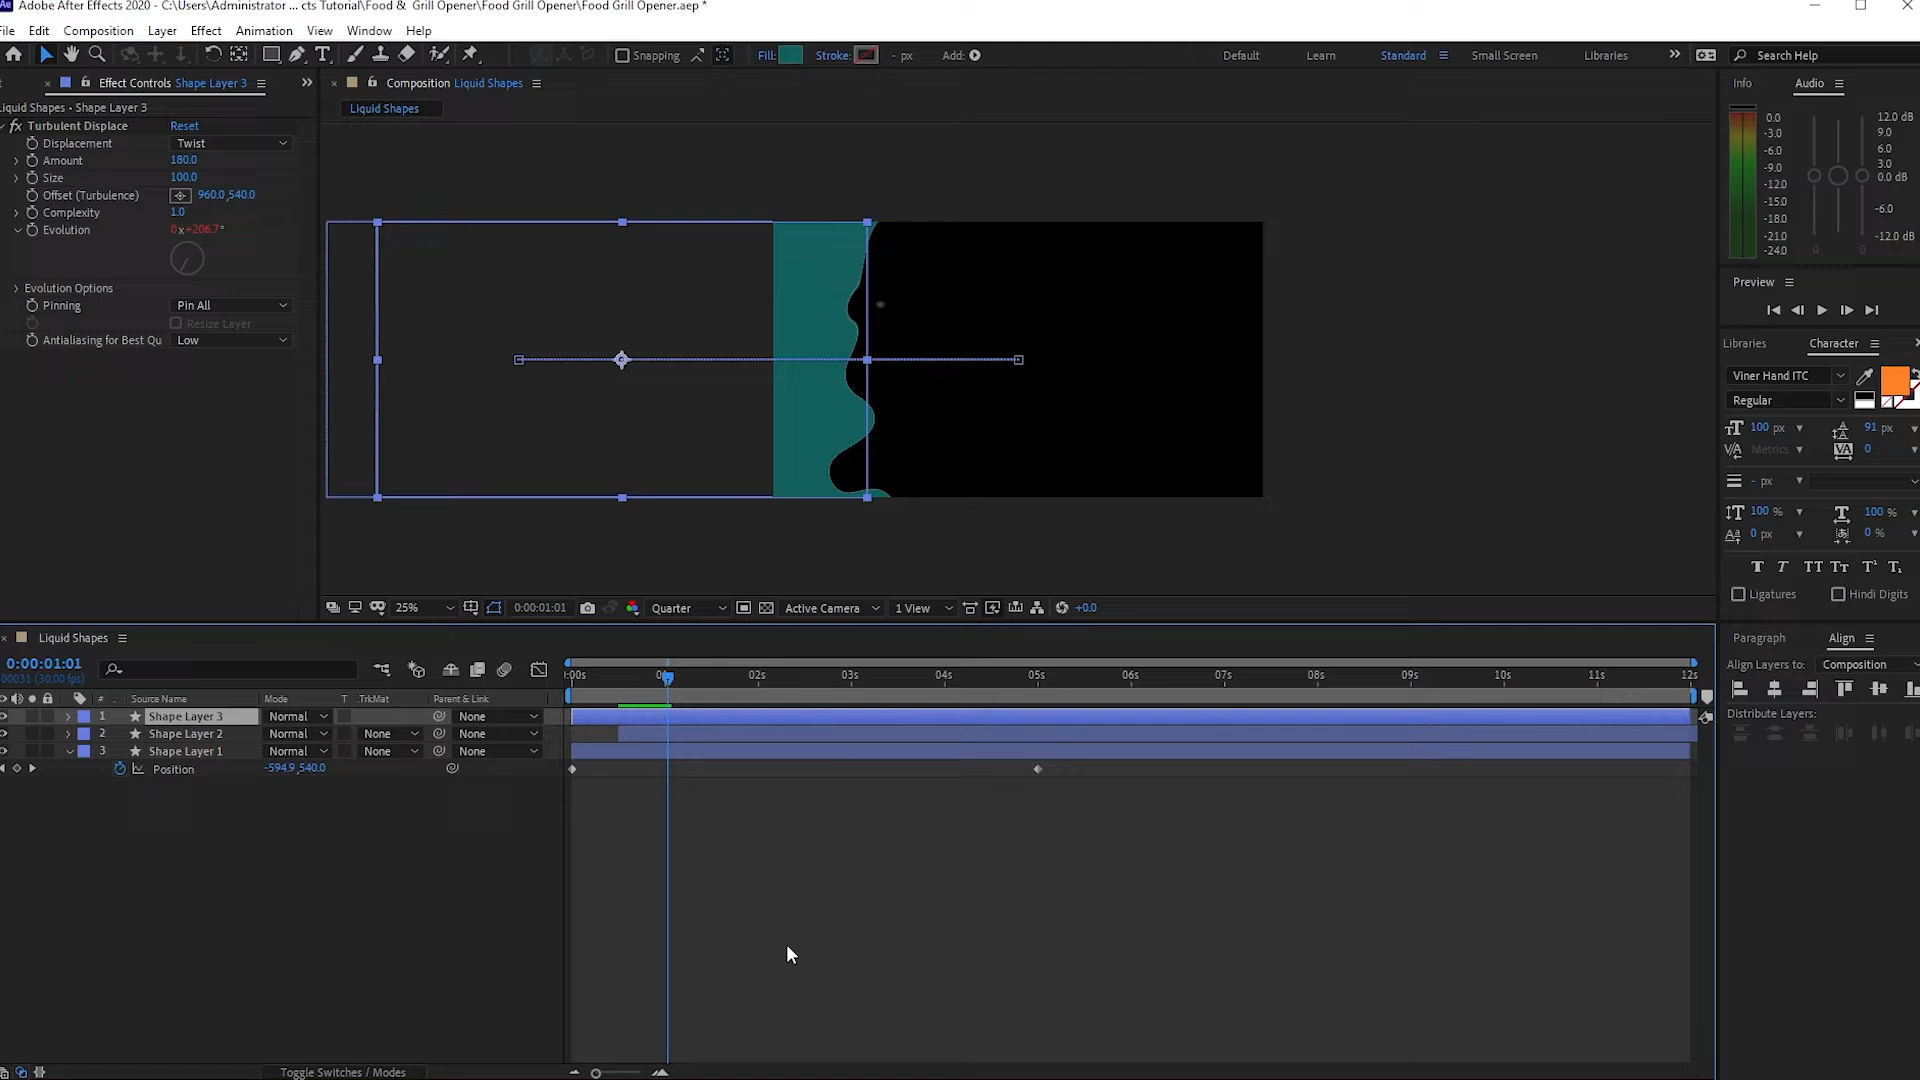 Adobe After Effects 2020 - C:\Users\Administrator ... cts Tutorial\Food & Grill Opener\Food Grill Opener\Food Grill Opener.aep *
File Edit Composition Layer Effect Animation View Window Help
Snapping Fill: Stroke: - px Add: Default Learn Standard Small Screen Libraries Search Help
Effect Controls Shape Layer 3
Composition Liquid Shapes
Info Audio
Liquid Shapes • Shape Layer 3
Liquid Shapes
fx Turbulent Displace Reset
Displacement Twist
Amount 180.0
Size 100.0
Offset (Turbulence) 960.0,540.0
Complexity 1.0
Evolution 0x+206.7°
Evolution Options
Pinning Pin All
Resize Layer
Antialiasing for Best Qu Low
0.0
-3.0
-6.0
-9.0
-12.0
-15.0
-18.0
-21.0
-24.0
12.0 dB
9.0
6.0
3.0
0.0 dB
-6.0
-12.0 dB
0 0
Preview
Libraries Character
Viner Hand ITC
Regular
100 px 91 px
Metrics 0
- px
100 % 100 %
0 px 0 %
T T TT Tт T¹ T₁
Ligatures Hindi Digits
25% 0:00:01:01 Quarter Active Camera 1 View +0.0
Liquid Shapes
Paragraph Align
Align Layers to: Composition
Distribute Layers:
0:00:01:01
00031 (30.00 fps)
:00s 02s 03s 04s 05s 06s 07s 08s 09s 10s 11s 12s
# Source Name Mode T .TrkMat Parent & Link
1 Shape Layer 3 Normal None
2 Shape Layer 2 Normal None None
3 Shape Layer 1 Normal None None
Position -594.9,540.0
Toggle Switches / Modes